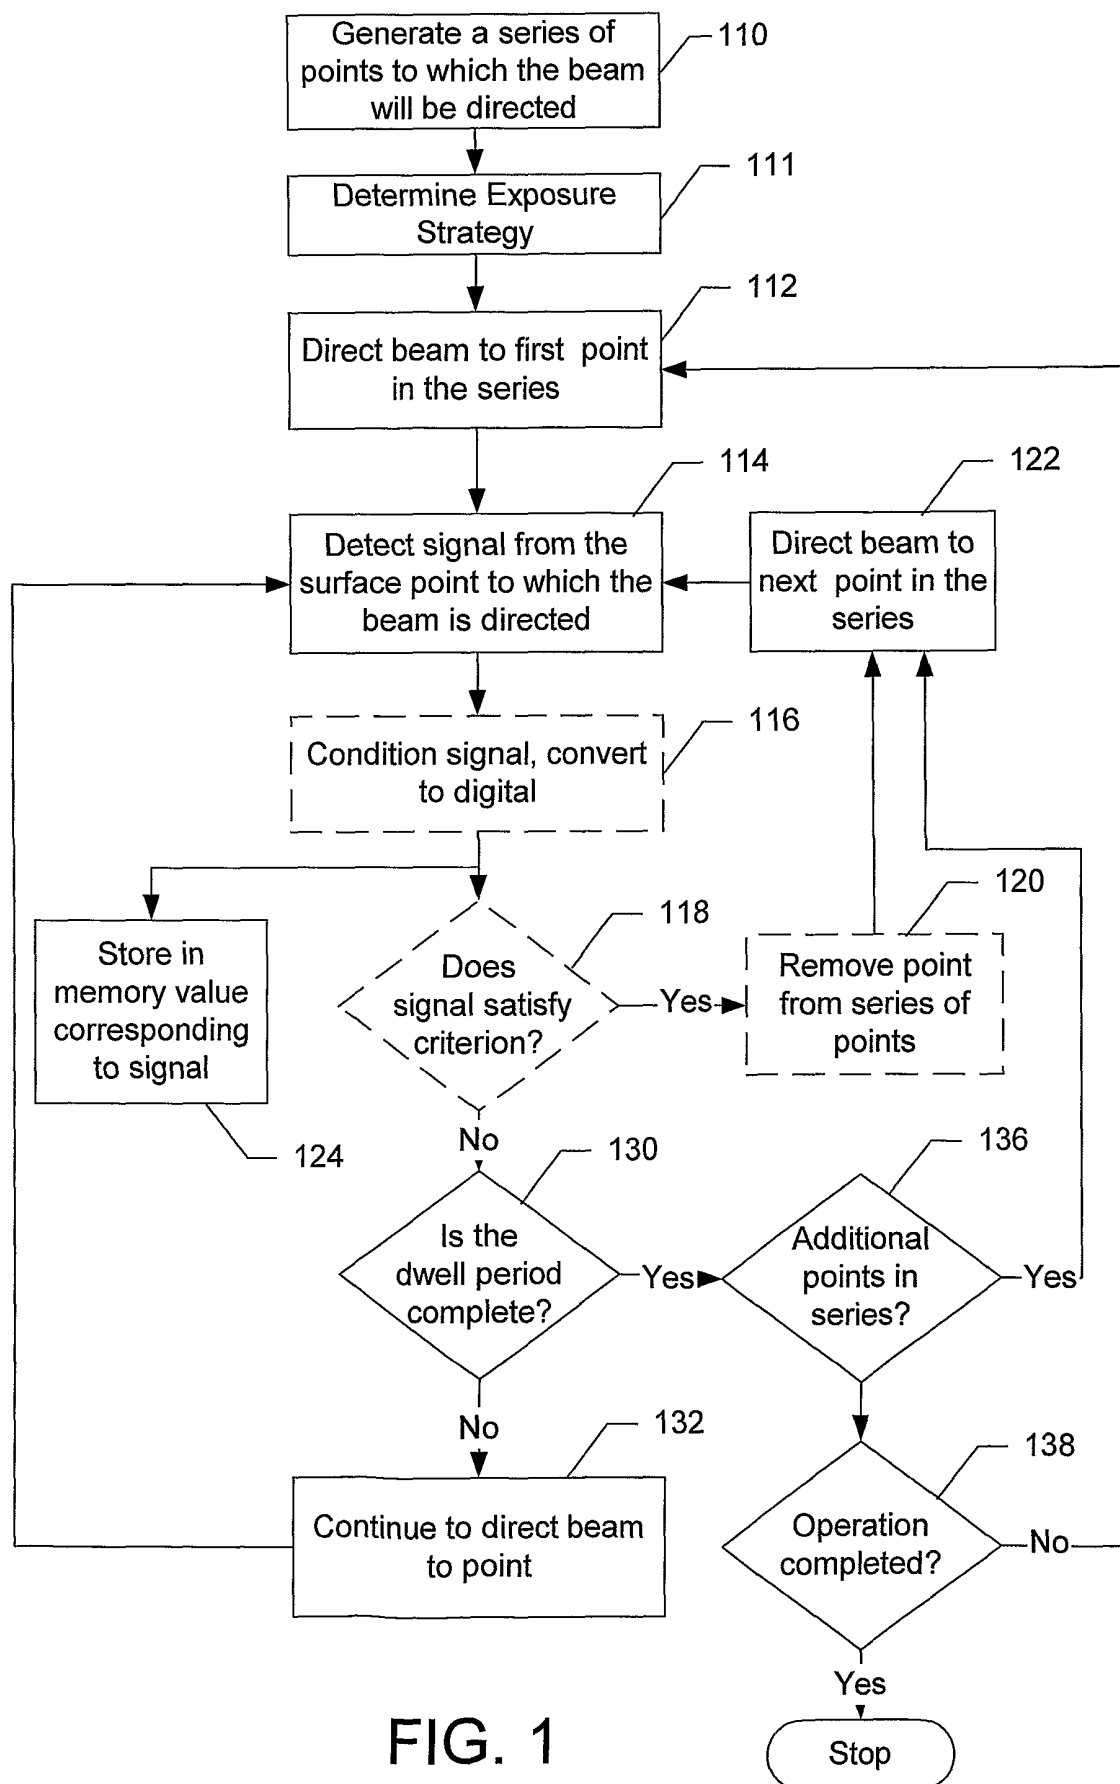 Generate a series of
points to which the beam
will be directed
110
Determine Exposure
Strategy
111
Direct beam to first point
in the series
112
Detect signal from the
surface point to which the
beam is directed
114
Direct beam to
next point in the
series
122
Condition signal, convert
to digital
116
Store in
memory value
corresponding
to signal
124
Does
signal satisfy
criterion?
118
Yes
Remove point
from series of
points
120
No
Is the
dwell period
complete?
130
Yes
Additional
points in
series?
136
Yes
No
Continue to direct beam
to point
132
Operation
completed?
138
No
Yes
Stop
FIG. 1